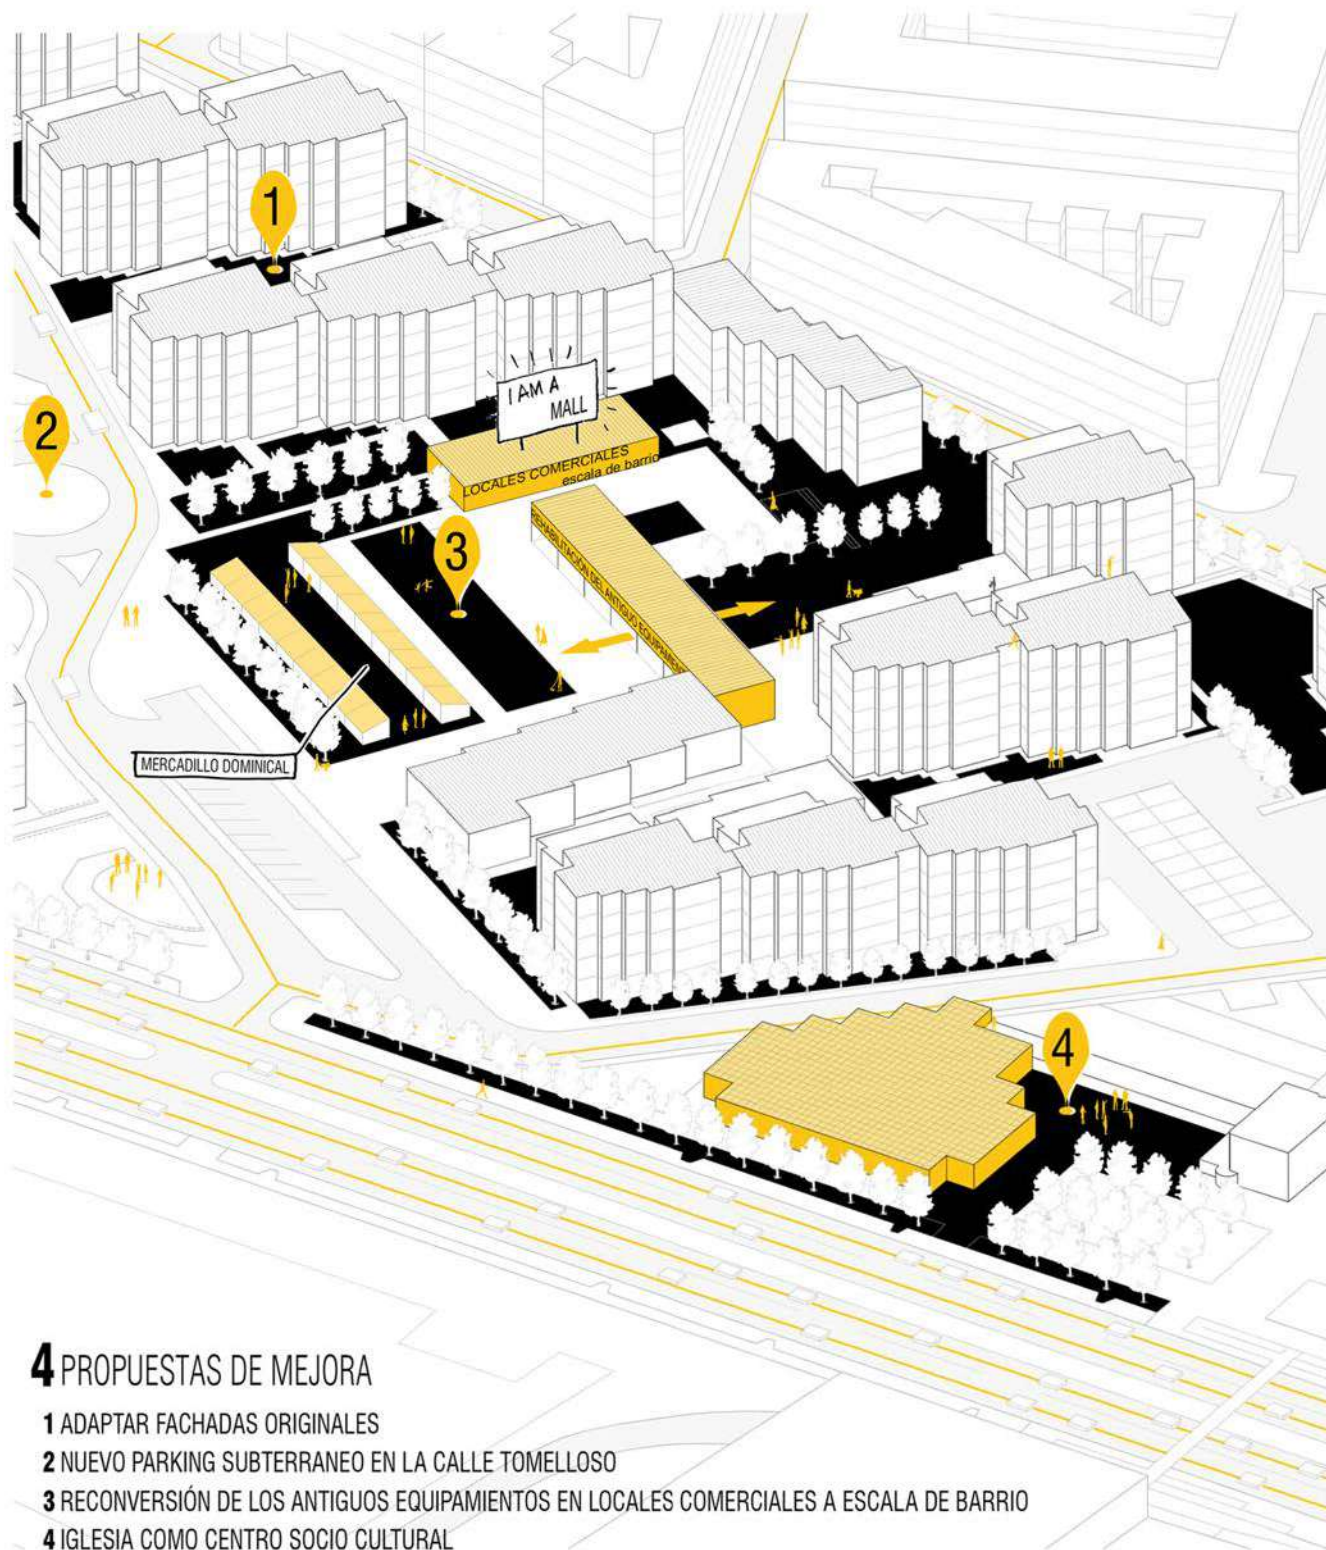 1
2
I AM A
MALL
LOCALES COMERCIALES
escala de barrio
3
REHABILITACIÓN DEL ANTIGUO EQUIPAMIENTO
MERCADILLO DOMINICAL
4
4 PROPUESTAS DE MEJORA
1 ADAPTAR FACHADAS ORIGINALES
2 NUEVO PARKING SUBTERRANEO EN LA CALLE TOMELLOSO
3 RECONVERSIÓN DE LOS ANTIGUOS EQUIPAMIENTOS EN LOCALES COMERCIALES A ESCALA DE BARRIO
4 IGLESIA COMO CENTRO SOCIO CULTURAL